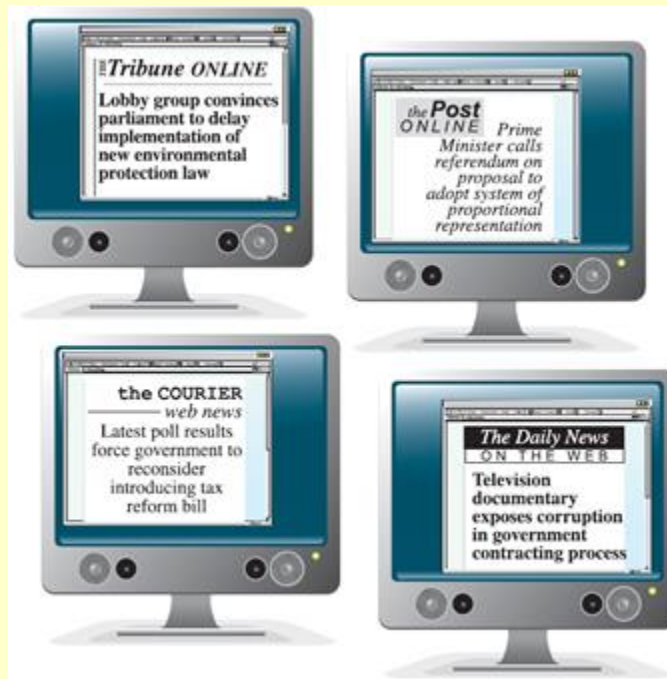 THE Tribune ONLINE
Lobby group convinces
parliament to delay
implementation of
new environmental
protection law
the Post
ONLINE Prime
Minister calls
referendum on
proposal to
adopt system of
proportional
representation
the COURIER
web news
Latest poll results
force government to
reconsider
introducing tax
reform bill
The Daily News
ON THE WEB
Television
documentary
exposes corruption
in government
contracting process